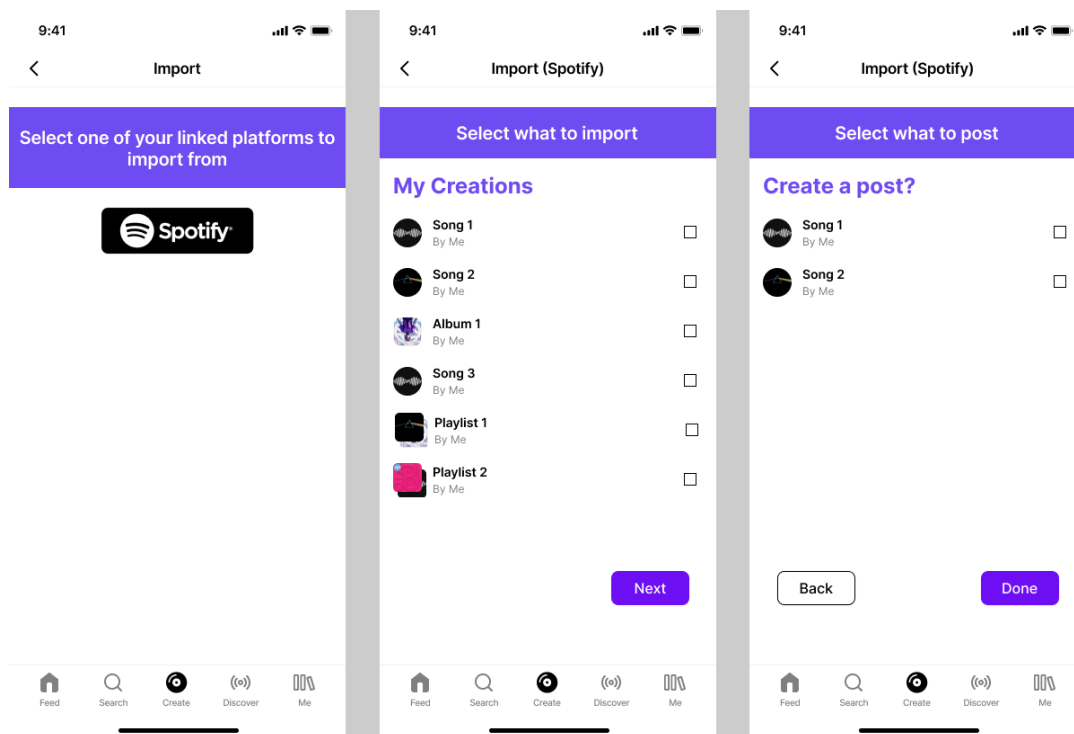 9:41
Import
Select one of your linked platforms to
import from
Spotify
Feed
Search
Create
Discover
Me
9:41
Import (Spotify)
Select what to import
My Creations
Song 1
By Me
Song 2
By Me
Album 1
By Me
Song 3
By Me
Playlist 1
By Me
Playlist 2
By Me
Next
Feed
Search
Create
Discover
Me
9:41
Import (Spotify)
Select what to post
Create a post?
Song 1
By Me
Song 2
By Me
Back
Done
Feed
Search
Create
Discover
Me